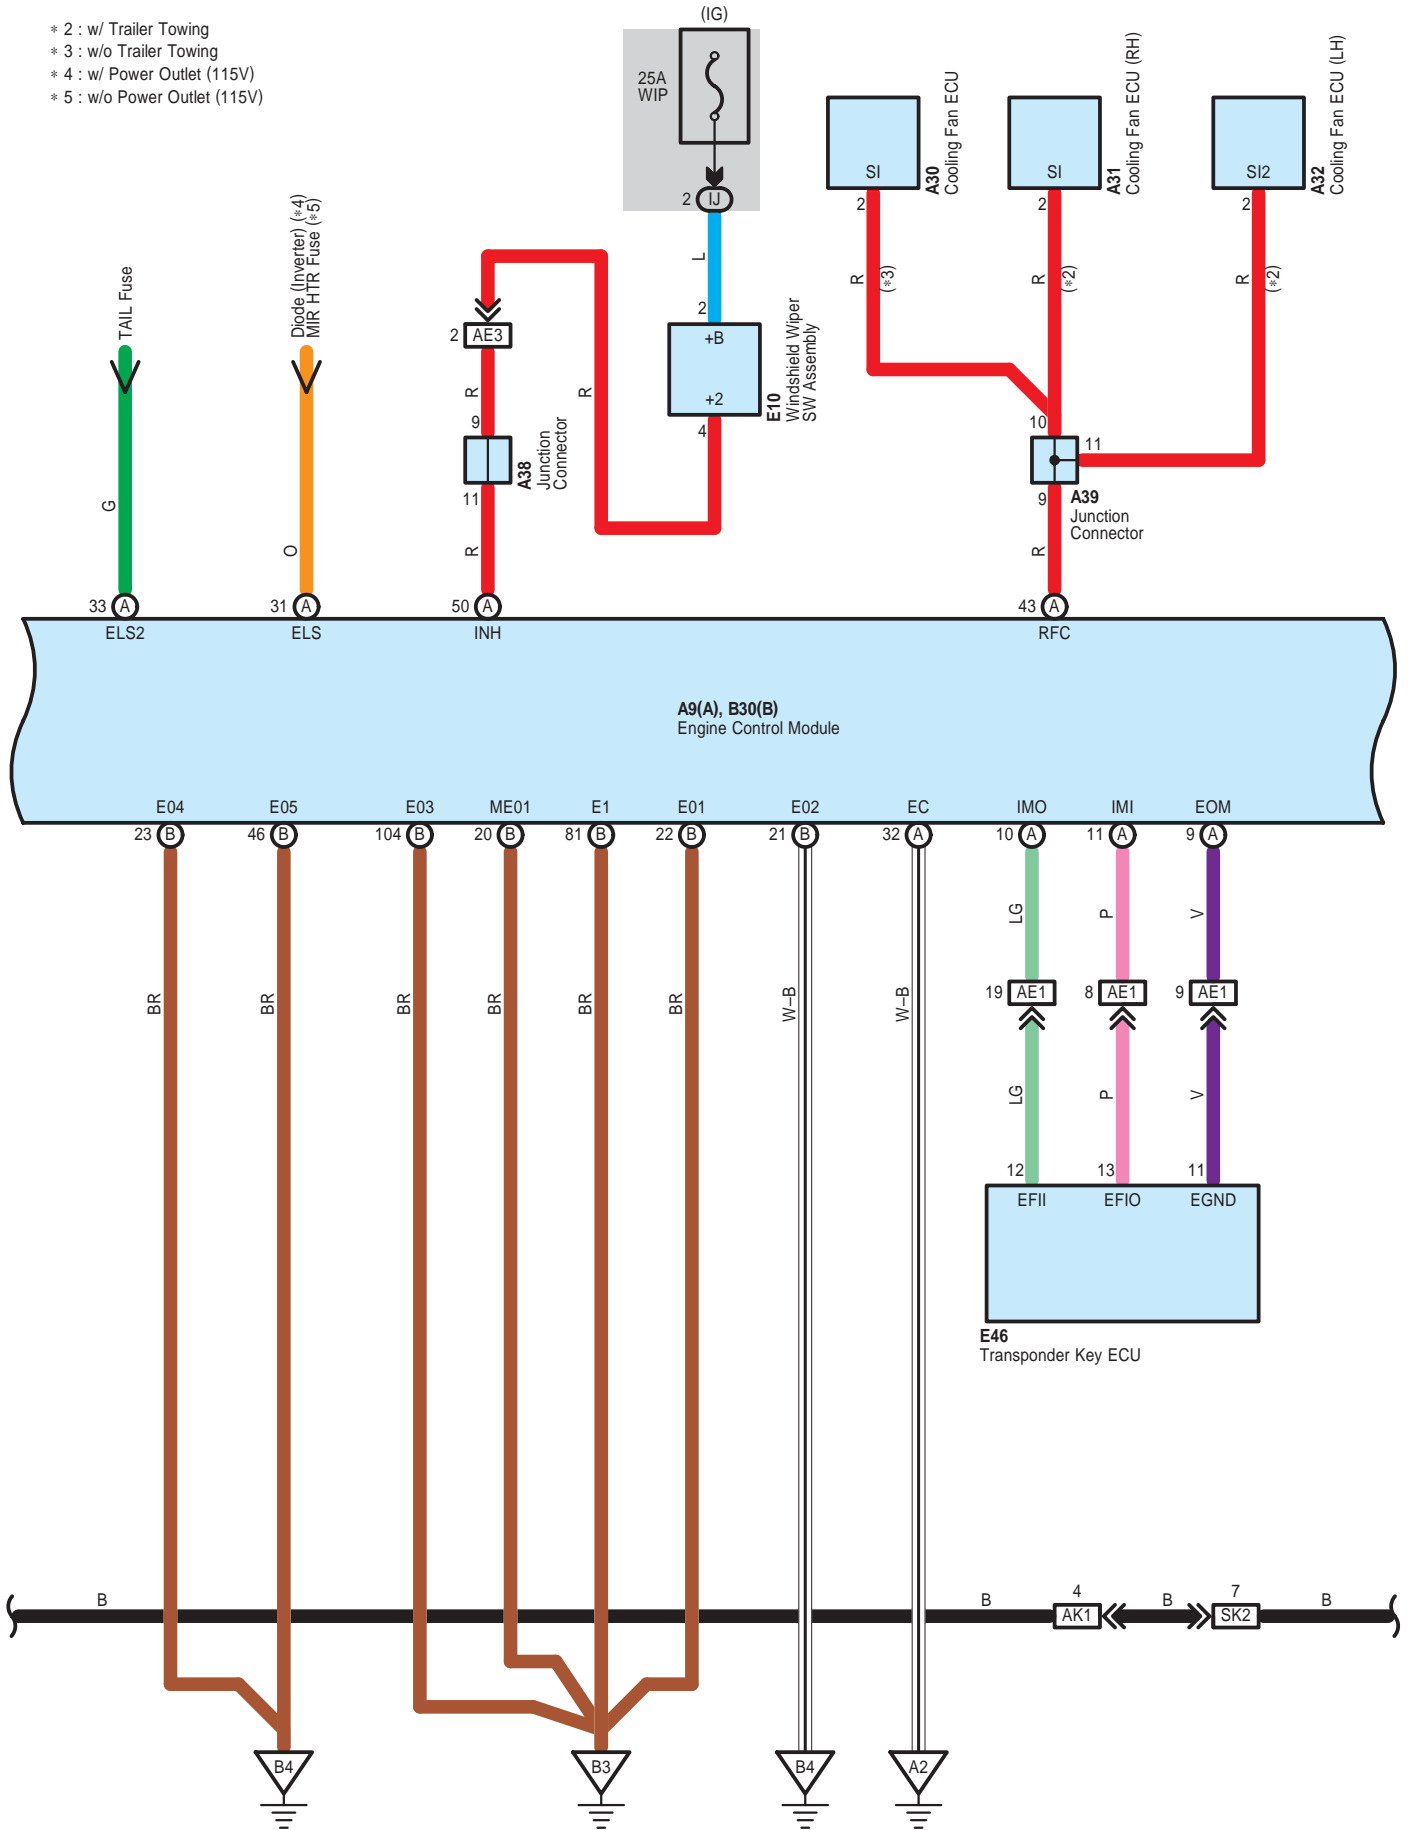 * 2 : w/ Trailer Towing
* 3 : w/o Trailer Towing
* 4 : w/ Power Outlet (115V)
* 5 : w/o Power Outlet (115V)
(IG)
25A
WIP
2
IJ
L
2
+B
+2
4
E10
Windshield Wiper
SW Assembly
SI
A30
Cooling Fan ECU
2
R
(*3)
SI
A31
Cooling Fan ECU (RH)
2
R
(*2)
SI2
A32
Cooling Fan ECU (LH)
2
R
(*2)
10
11
9
A39
Junction
Connector
R
TAIL Fuse
G
Diode (Inverter) (*4)
MIR HTR Fuse (*5)
O
2
AE3
R
R
9
A38
Junction
Connector
11
R
33
A
ELS2
31
A
ELS
50
A
INH
43
A
RFC
A9(A), B30(B)
Engine Control Module
E04
E05
E03
ME01
E1
E01
E02
EC
IMO
IMI
EOM
23
B
46
B
104
B
20
B
81
B
22
B
21
B
32
A
10
A
11
A
9
A
LG
P
V
BR
BR
BR
BR
BR
BR
W–B
W–B
19
AE1
8
AE1
9
AE1
LG
P
V
12
13
11
EFII
EFIO
EGND
E46
Transponder Key ECU
B
B
4
AK1
B
7
SK2
B
B4
B3
B4
A2